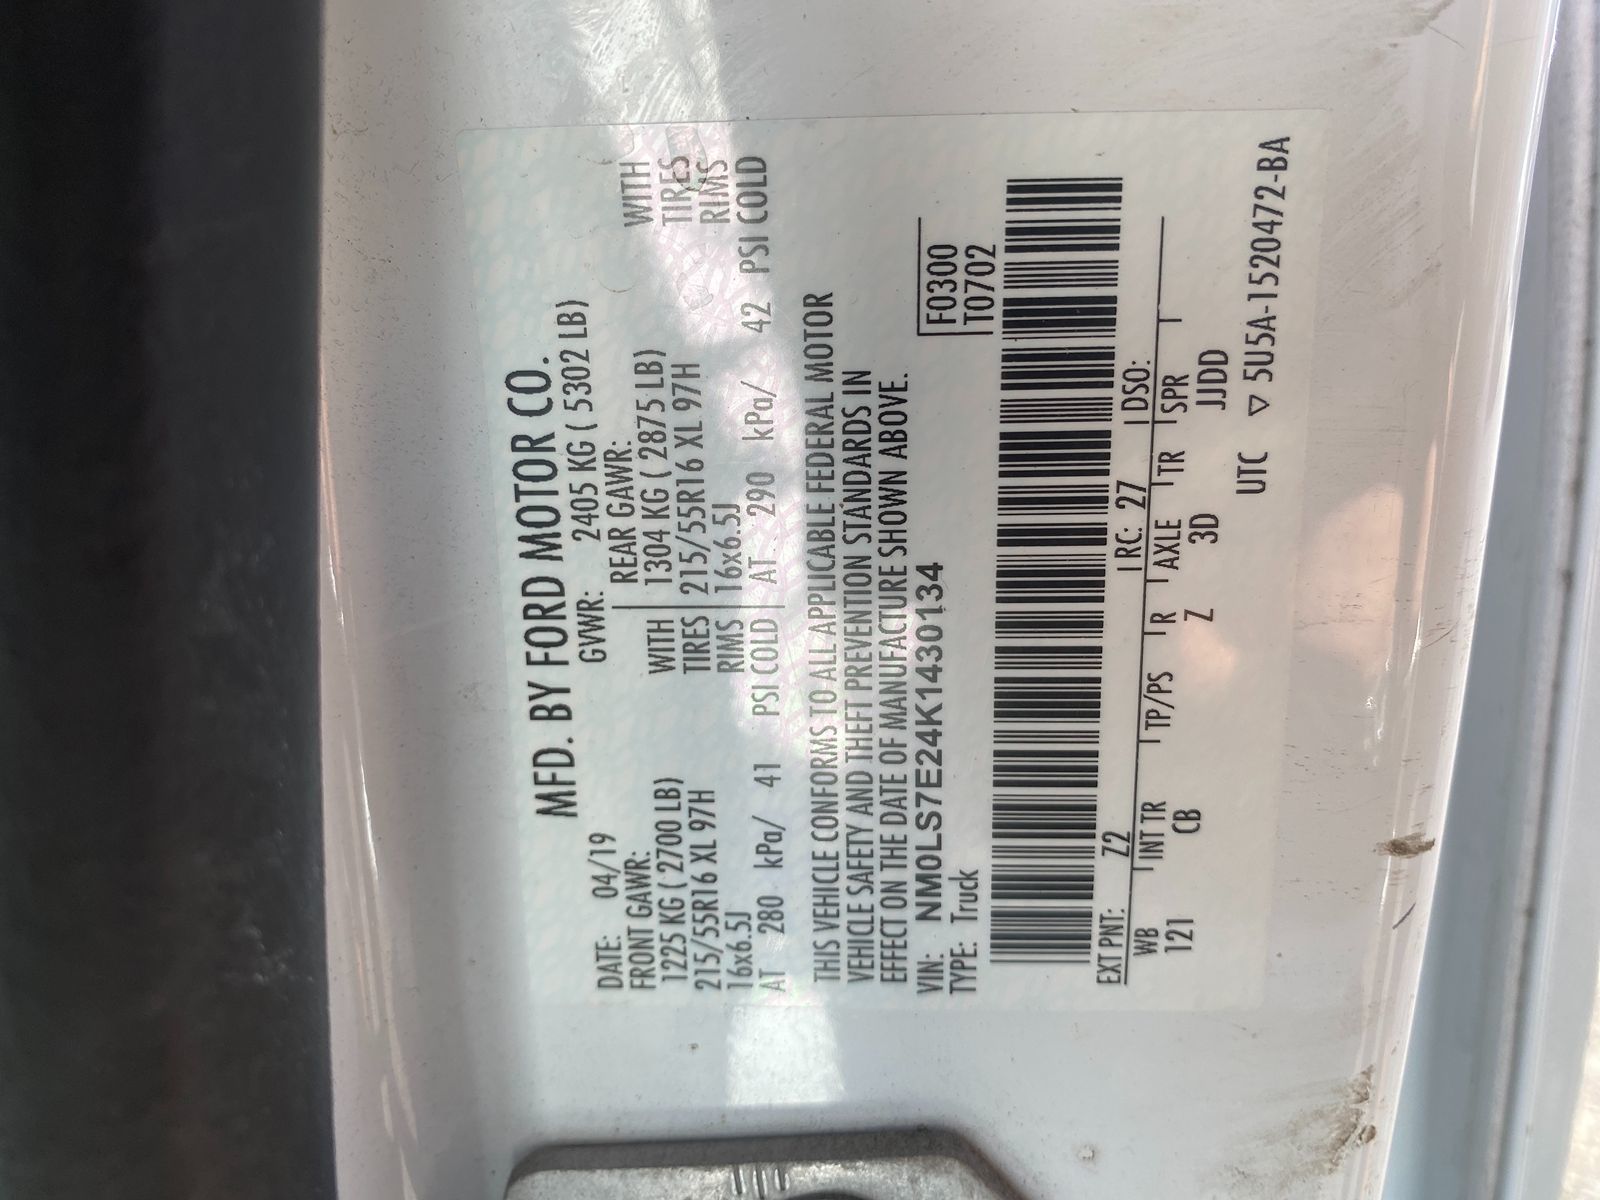 MFD. BY FORD MOTOR CO.
DATE: 04/19 GVWR: 2405 KG ( 5302 LB)
FRONT GAWR: REAR GAWR:
1225 KG ( 2700 LB) WITH 1304 KG ( 2875 LB) WITH
215/55R16 XL 97H TIRES 215/55R16 XL 97H TIRES
16x6.5J RIMS 16x6.5J RIMS
AT 280 kPa/ 41 PSI COLD AT 290 kPa/ 42 PSI COLD
THIS VEHICLE CONFORMS TO ALL APPLICABLE FEDERAL MOTOR
VEHICLE SAFETY AND THEFT PREVENTION STANDARDS IN
EFFECT ON THE DATE OF MANUFACTURE SHOWN ABOVE.
VIN: NM0LS7E24K1430134 F0300
TYPE: Truck T0702
EXT PNT: Z2 RC: 27 DSO:
WB INT TR TP/PS R AXLE TR SPR
121 CB Z 3D JJDD
UTC ▽ 5U5A-1520472-BA